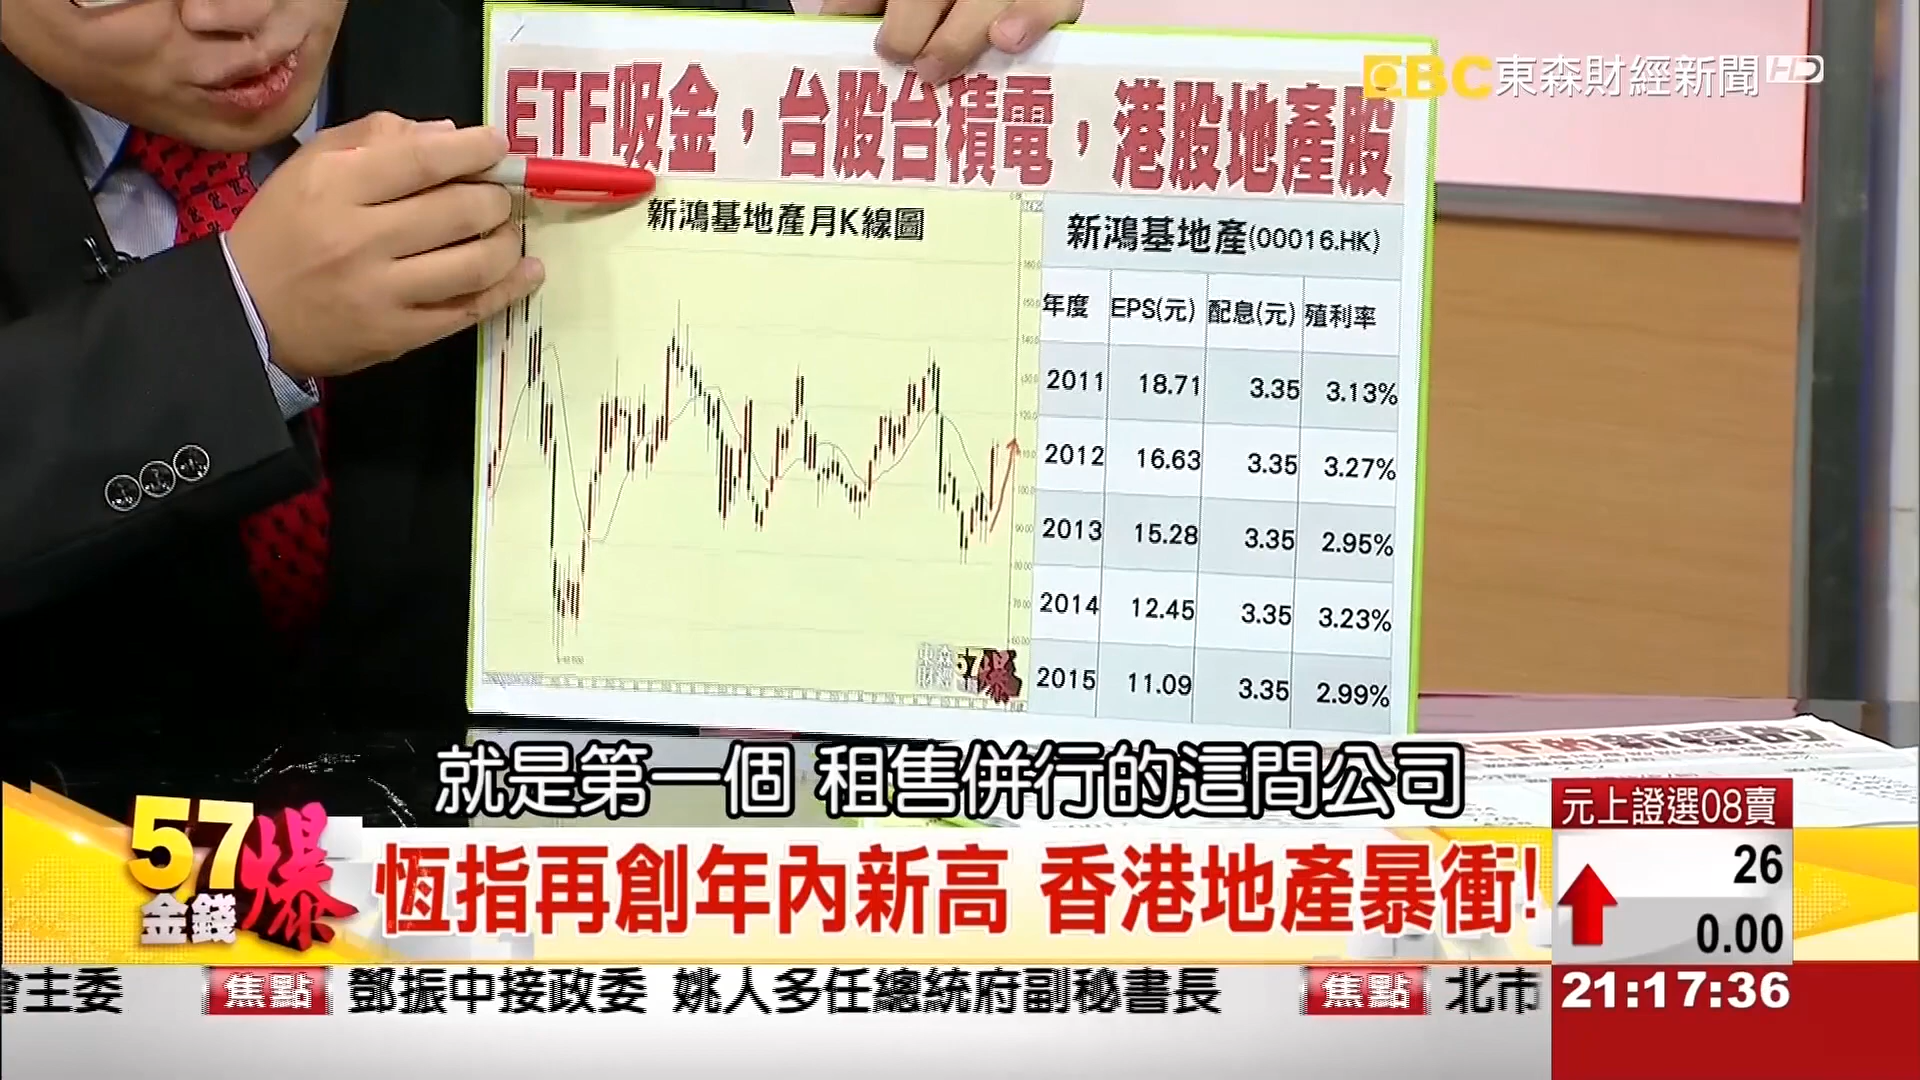 EBC東森財經新聞HD
ETF吸金，台股台積電，港股地產股
新鴻基地產月K線圖
新鴻基地產(00016.HK)
年度 EPS(元) 配息(元) 殖利率
2011 18.71 3.35 3.13%
2012 16.63 3.35 3.27%
2013 15.28 3.35 2.95%
2014 12.45 3.35 3.23%
2015 11.09 3.35 2.99%
57爆
就是第一個 租售併行的這間公司
57金錢爆
恆指再創年內新高 香港地產暴衝!
元上證選08賣
26
0.00
主委 焦點 鄧振中接政委 姚人多任總統府副秘書長 焦點 北市
21:17:36